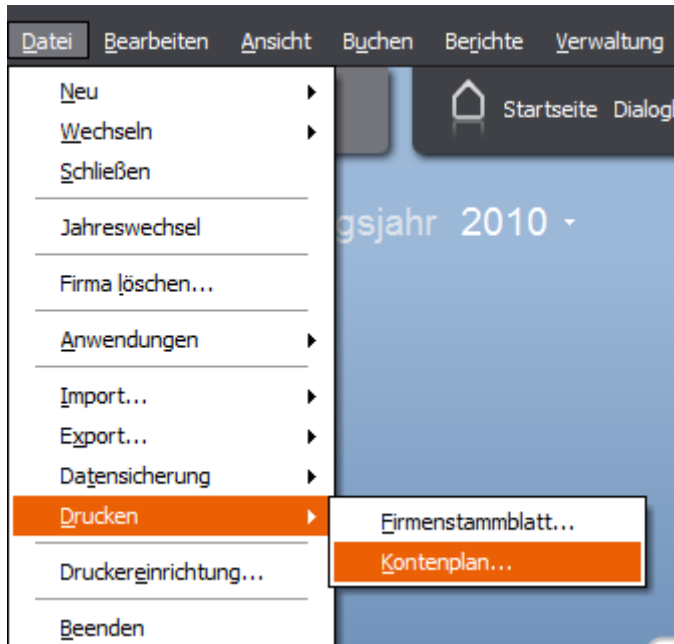 Datei Bearbeiten Ansicht Buchen Berichte Verwaltung
Neu
Startseite
Wechseln
Schließen
Jahreswechsel
2010
Firma löschen...
Anwendungen
Import...
Export...
Datensicherung
Drucken
Firmenstammblatt...
Kontenplan...
Druckereinrichtung...
Beenden